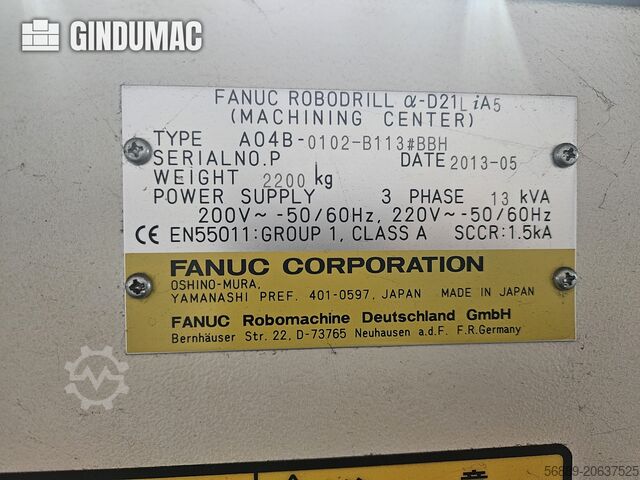 GINDUMAC
FANUC ROBODRILL α-D21LiA5
(MACHINING CENTER)
TYPE A04B-0102-B113#BBH
SERIALNO.P DATE 2013-05
WEIGHT 2200 kg
POWER SUPPLY 3 PHASE 13 kVA
200V~ -50/60Hz, 220V~ -50/60Hz
CE EN55011:GROUP 1, CLASS A SCCR:1.5kA
FANUC CORPORATION
OSHINO-MURA,
YAMANASHI PREF. 401-0597, JAPAN MADE IN JAPAN
FANUC Robomachine Deutschland GmbH
Bernhäuser Str. 22, D-73765 Neuhausen a.d.F. F.R.Germany